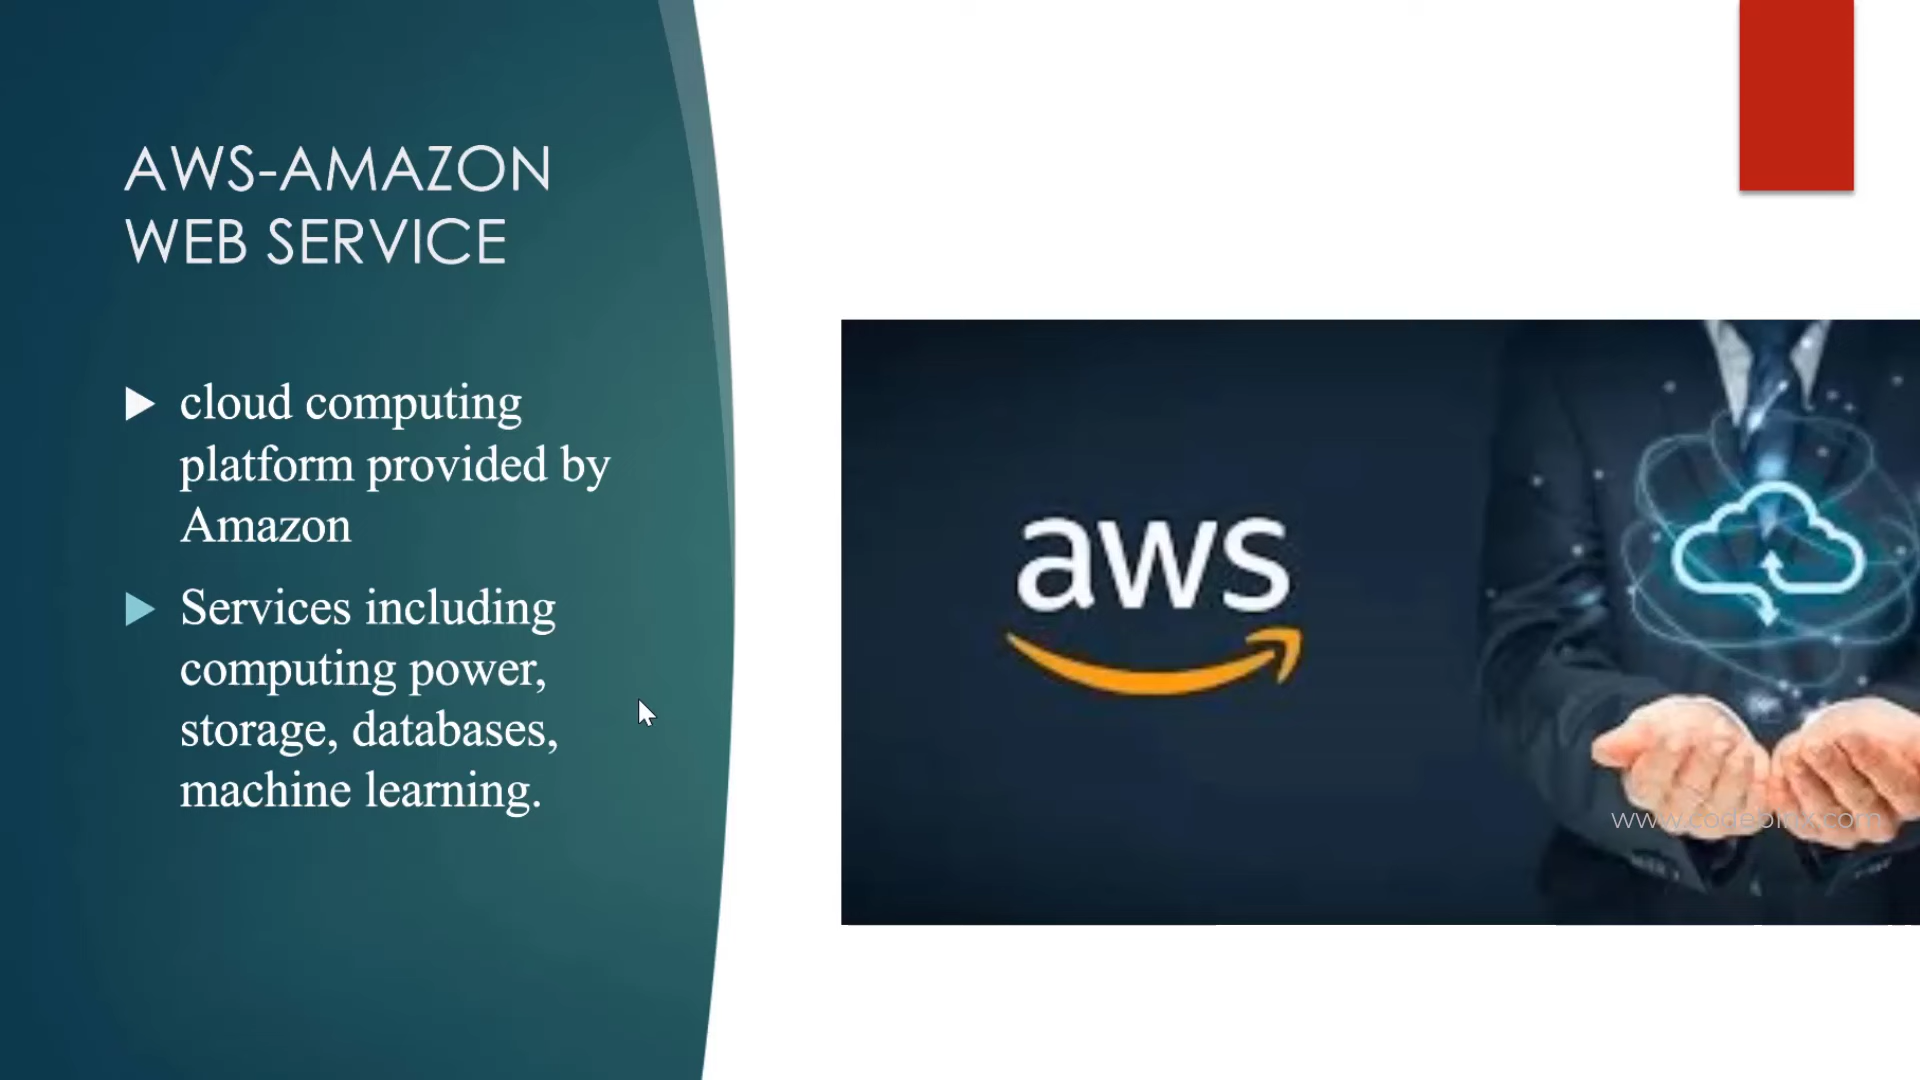 AWS-AMAZON
WEB SERVICE
cloud computing
platform provided by
Amazon
Services including
computing power,
storage, databases,
machine learning.
aws